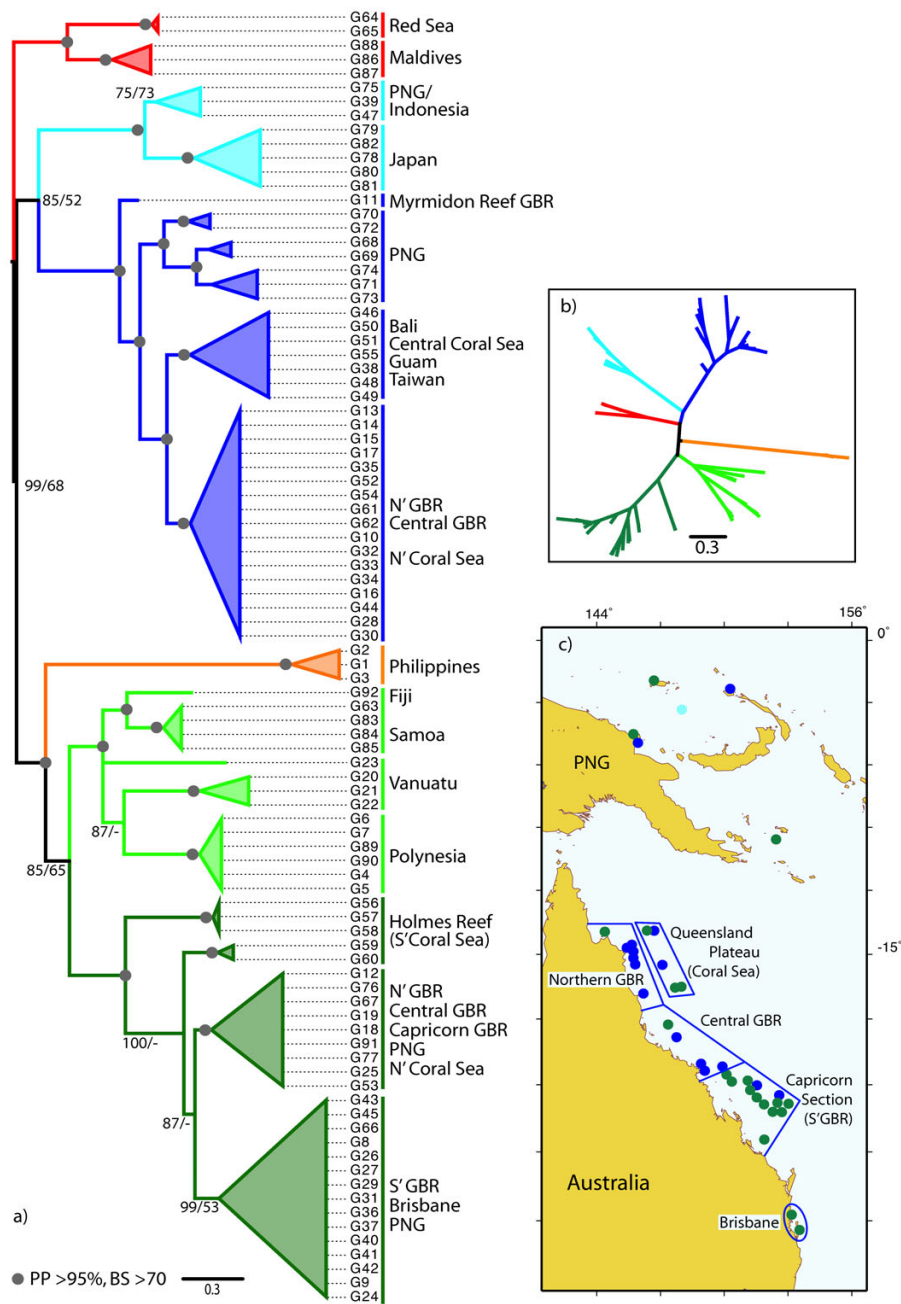 G64
G65
Red Sea
G88
G86
G87
Maldives
75/73
G75
G39
G47
PNG/
Indonesia
G79
G82
G78
G80
G81
Japan
85/52
G11
Myrmidon Reef GBR
G70
G72
G68
G69
G74
G71
G73
PNG
G46
G50
G51
G55
G38
G48
G49
Bali
Central Coral Sea
Guam
Taiwan
G13
G14
G15
G17
G35
G52
G54
G61
G62
G10
G32
G33
G34
G16
G44
G28
G30
N' GBR
Central GBR
N' Coral Sea
99/68
G2
G1
G3
Philippines
G92
Fiji
G63
G83
G84
G85
Samoa
G23
G20
G21
G22
Vanuatu
87/-
G6
G7
G89
G90
G4
G5
Polynesia
85/65
G56
G57
G58
G59
G60
Holmes Reef
(S'Coral Sea)
G12
G76
G67
G19
G18
G91
G77
G25
G53
N' GBR
Central GBR
Capricorn GBR
PNG
N' Coral Sea
100/-
87/-
G43
G45
G66
G8
G26
G27
G29
G31
G36
G37
G40
G41
G42
G9
G24
S' GBR
Brisbane
PNG
99/53
a)
PP >95%, BS >70
0.3
b)
0.3
144°
156°
c)
0°
PNG
-15°
Queensland
Plateau
(Coral Sea)
Northern GBR
Central GBR
Capricorn
Section
(S'GBR)
Australia
Brisbane